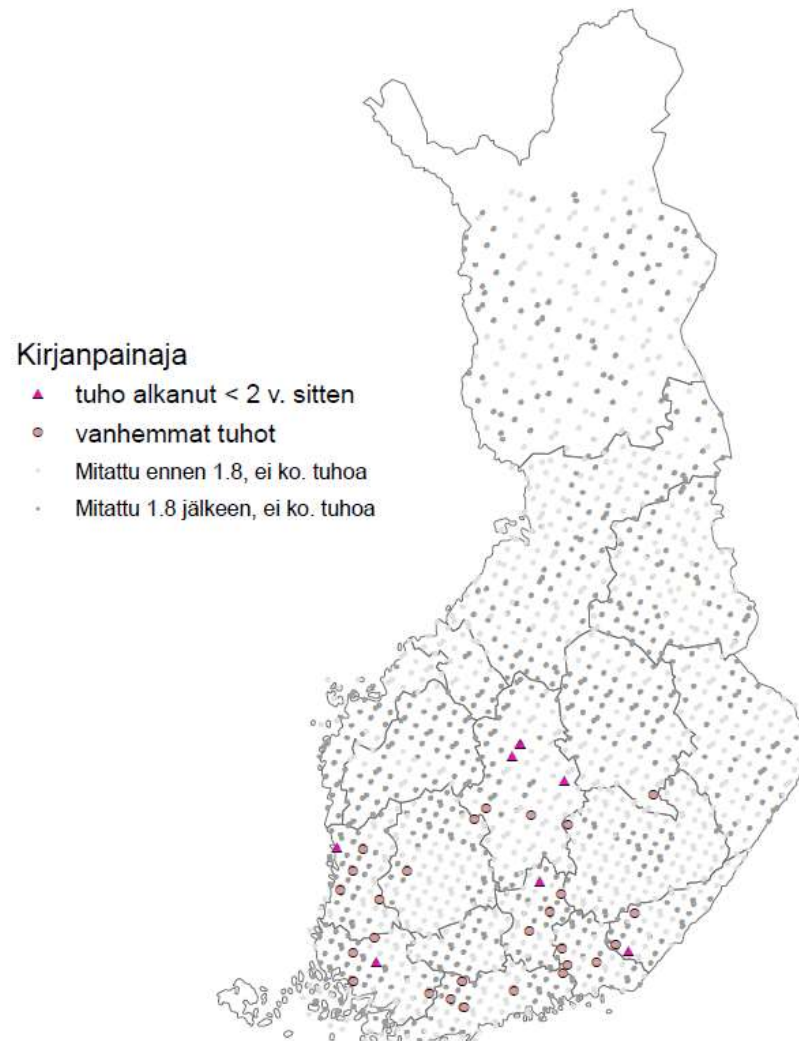 Kirjanpainaja
tuho alkanut < 2 v. sitten
vanhemmat tuhot
Mitattu ennen 1.8, ei ko. tuhoa
Mitattu 1.8 jälkeen, ei ko. tuhoa